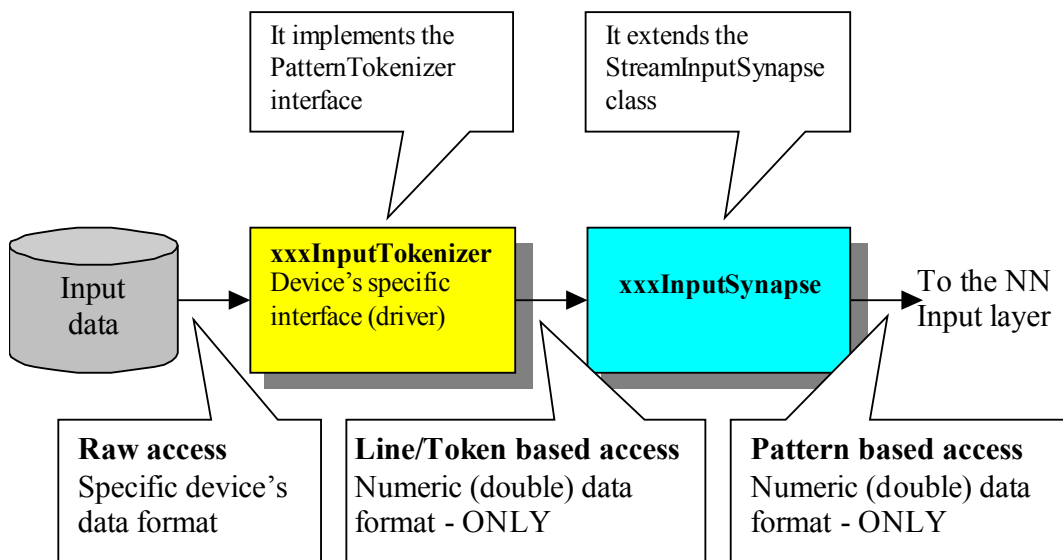 It implements the
PatternTokenizer
interface
It extends the
StreamInputSynapse
class
Input
data
xxxInputTokenizer
Device's specific
interface (driver)
xxxInputSynapse
To the NN
Input layer
Raw access
Specific device's
data format
Line/Token based access
Numeric (double) data
format - ONLY
Pattern based access
Numeric (double) data
format - ONLY